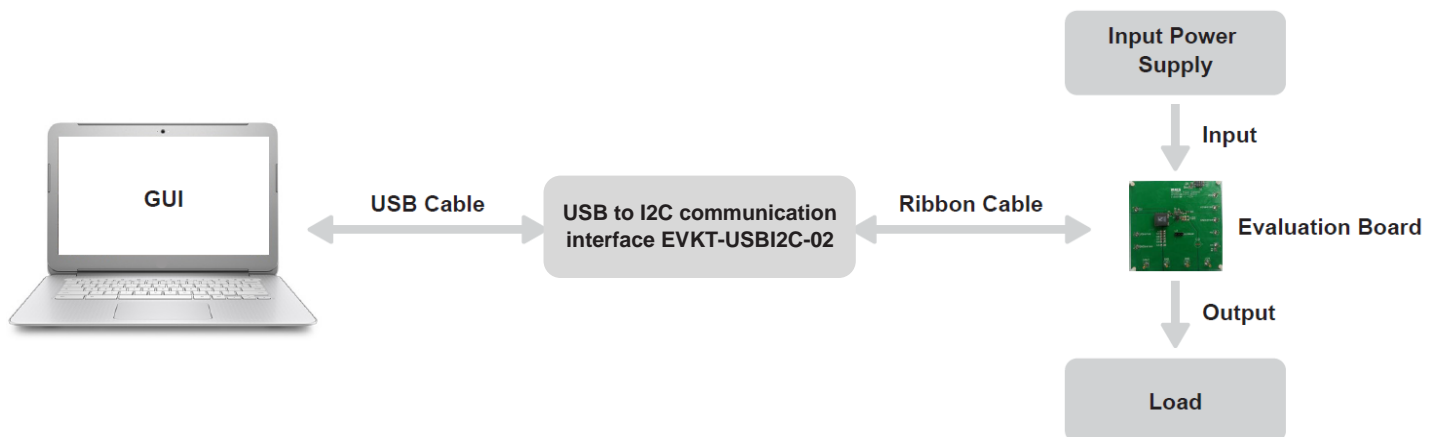 Input Power
Supply
Input
GUI
USB Cable
USB to I2C communication
interface EVKT-USBI2C-02
Ribbon Cable
Evaluation Board
Output
Load